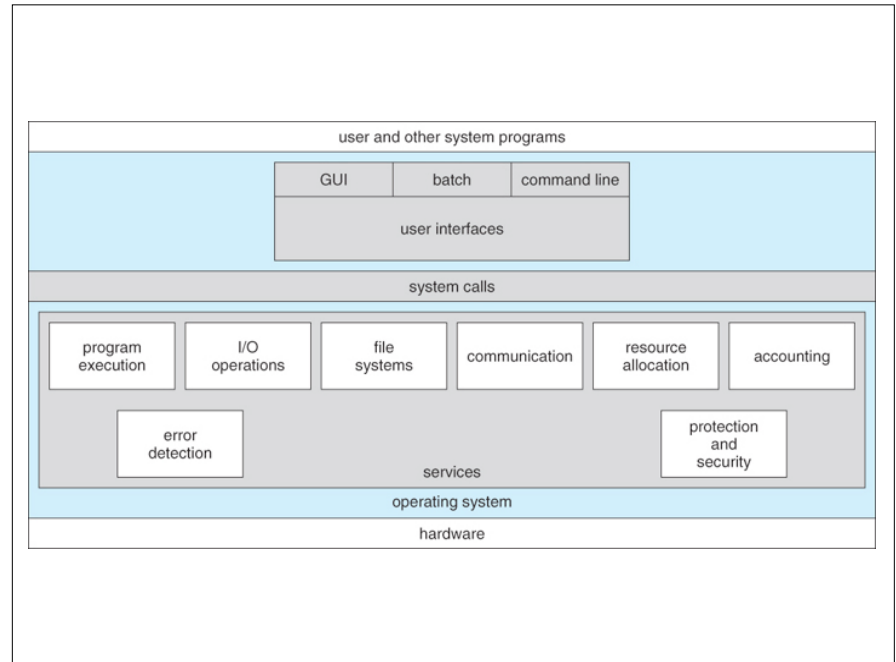 user and other system programs
GUI
batch
command line
user interfaces
system calls
program
execution
I/O
operations
file
systems
communication
resource
allocation
accounting
error
detection
protection
and
security
services
operating system
hardware